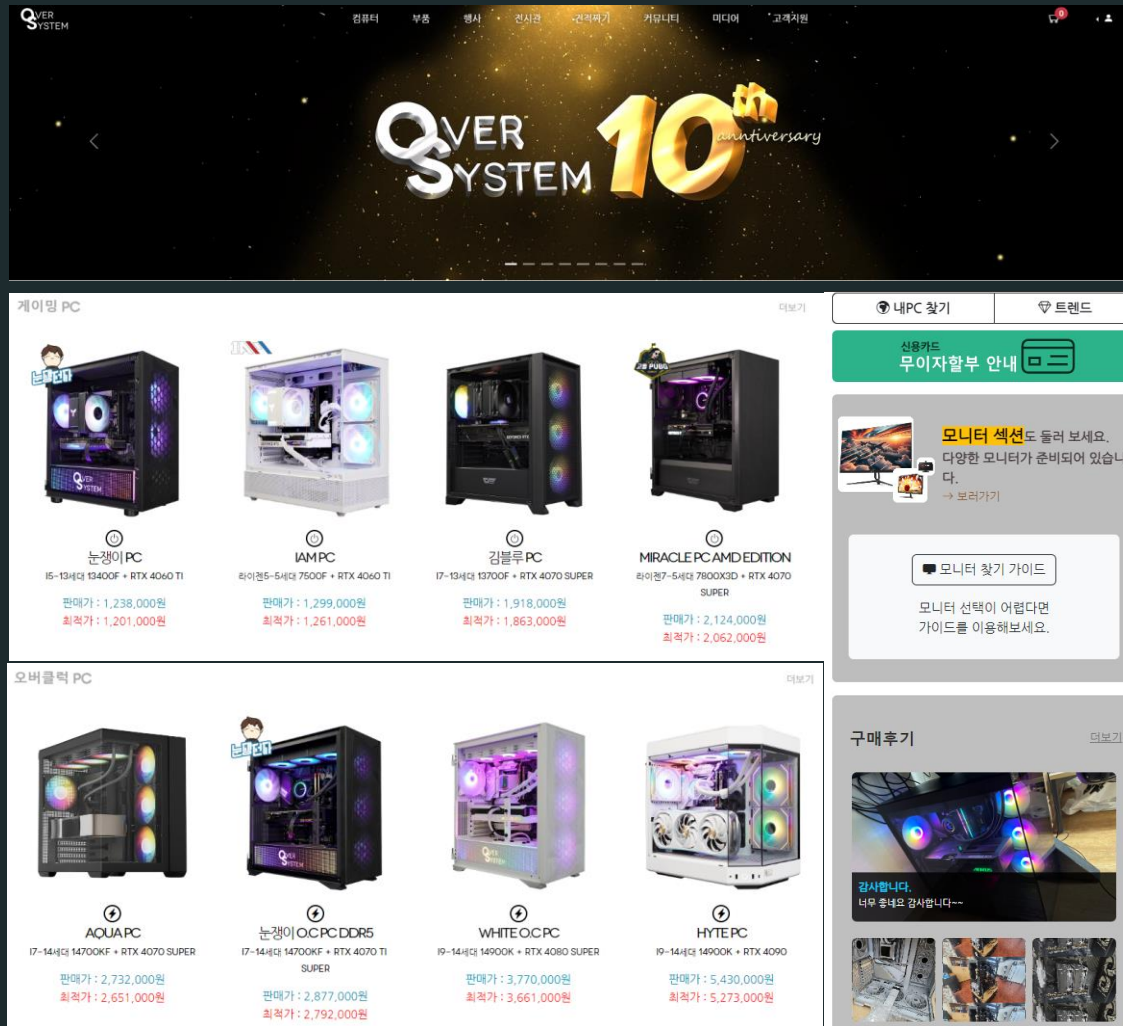 OVER
SYSTEM
컴퓨터 부품 행사 전시관 견적짜기 커뮤니티 미디어 고객지원
0
OVER
SYSTEM 10th
anntiversary
게이밍 PC 더보기
눈쟁이 PC
I5-13세대 13400F + RTX 4060 TI
판매가 : 1,238,000원
최적가 : 1,201,000원
IAM PC
라이젠5-5세대 7500F + RTX 4060 TI
판매가 : 1,299,000원
최적가 : 1,261,000원
김블루 PC
I7-13세대 13700F + RTX 4070 SUPER
판매가 : 1,918,000원
최적가 : 1,863,000원
MIRACLE PC AMD EDITION
라이젠7-5세대 7800X3D + RTX 4070
SUPER
판매가 : 2,124,000원
최적가 : 2,062,000원
오버클럭 PC 더보기
OVER
SYSTEM
AQUA PC
I7-14세대 14700KF + RTX 4070 SUPER
판매가 : 2,732,000원
최적가 : 2,651,000원
눈쟁이 O.C PC DDR5
I7-14세대 14700KF + RTX 4070 TI
SUPER
판매가 : 2,877,000원
최적가 : 2,792,000원
WHITE O.C PC
I9-14세대 14900K + RTX 4080 SUPER
판매가 : 3,770,000원
최적가 : 3,661,000원
HYTE PC
I9-14세대 14900K + RTX 4090
판매가 : 5,430,000원
최적가 : 5,273,000원
내PC 찾기 트렌드
신용카드
무이자할부 안내
모니터 섹션도 둘러 보세요.
다양한 모니터가 준비되어 있습니
다.
→ 보러가기
모니터 찾기 가이드
모니터 선택이 어렵다면
가이드를 이용해보세요.
구매후기 더보기
감사합니다.
너무 좋네요 감사합니다~~